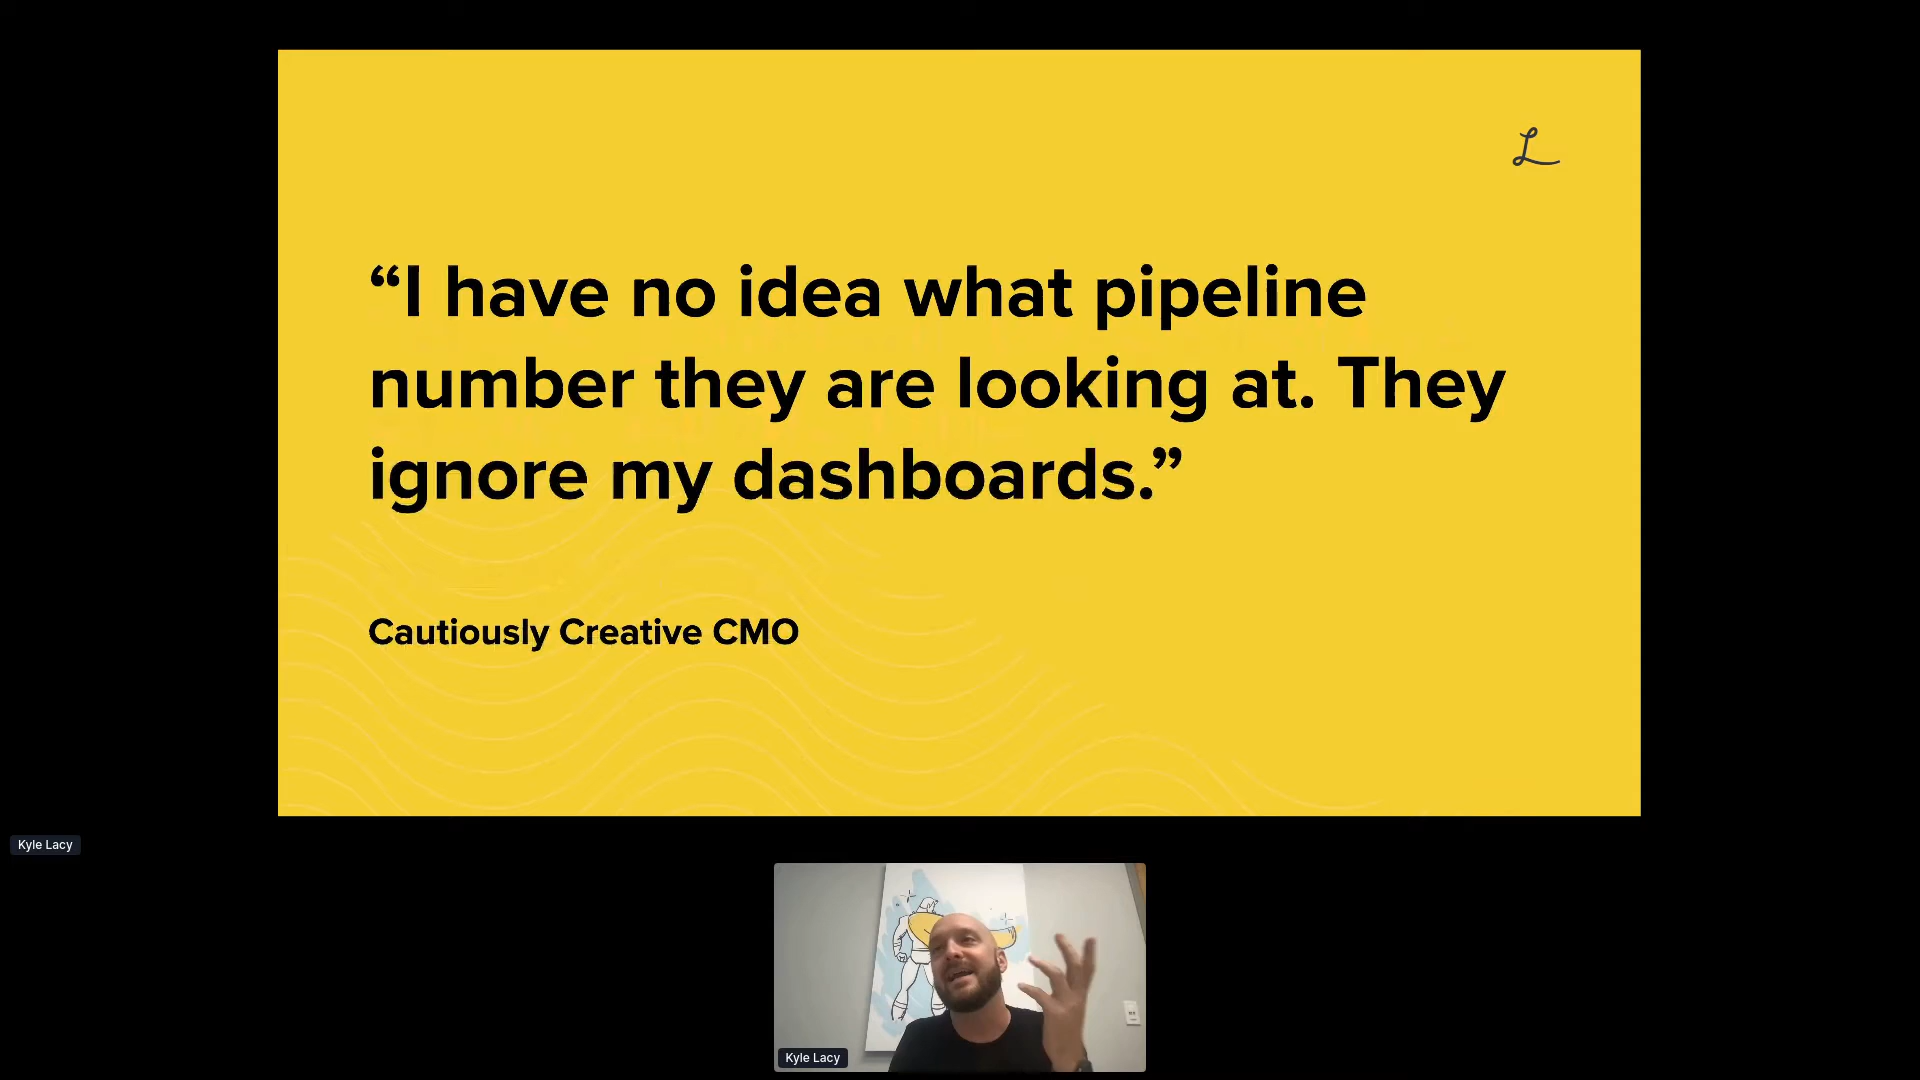 “I have no idea what pipeline
number they are looking at. They
ignore my dashboards.”
Cautiously Creative CMO
Kyle Lacy
Kyle Lacy